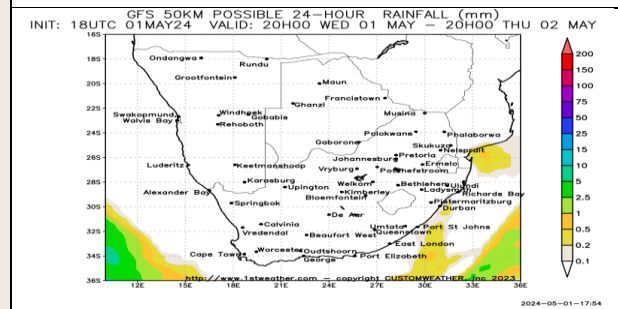 GFS 50KM POSSIBLE 24-HOUR RAINFALL (mm)
INIT: 18UTC 01MAY24 VALID: 20H00 WED 01 MAY - 20H00 THU 02 MAY
16S
Ondangwa
Rundu
200
18S
150
Grootfontein
Maun
20S
100
Francistown
Ghanzi
75
22S
Musina
Swakopmund
Windhoek
Gobabis
50
Walvis Bay
Rehoboth
24S
Polokwane
Phalaborwa
25
Gaborone
Skukuza
Nelspruit
15
Pretoria
26S
Johannesburg
Luderitz
Keetmanshoop
Vryburg
Ermelo
10
Potchefstroom
28S
Karasburg
Welkom
Bethlehem
Ulundi
5
Alexander Bay
Upington
Kimberley
Ladysmith
Richards Bay
Bloemfontein
2.5
Springbok
Pietermaritzburg
30S
Durban
De Aar
1
Calvinia
Umtata
Port St Johns
0.5
32S
Vredendal
Beaufort West
Queenstown
East London
0.2
Cape Town
Worcester
Oudtshoorn
34S
George
Port Elizabeth
0.1
http://www.1stweather.com - copyright CUSTOMWEATHER, Inc 2023
36S
12E 15E 18E 21E 24E 27E 30E 33E 36E
2024-05-01-17:54